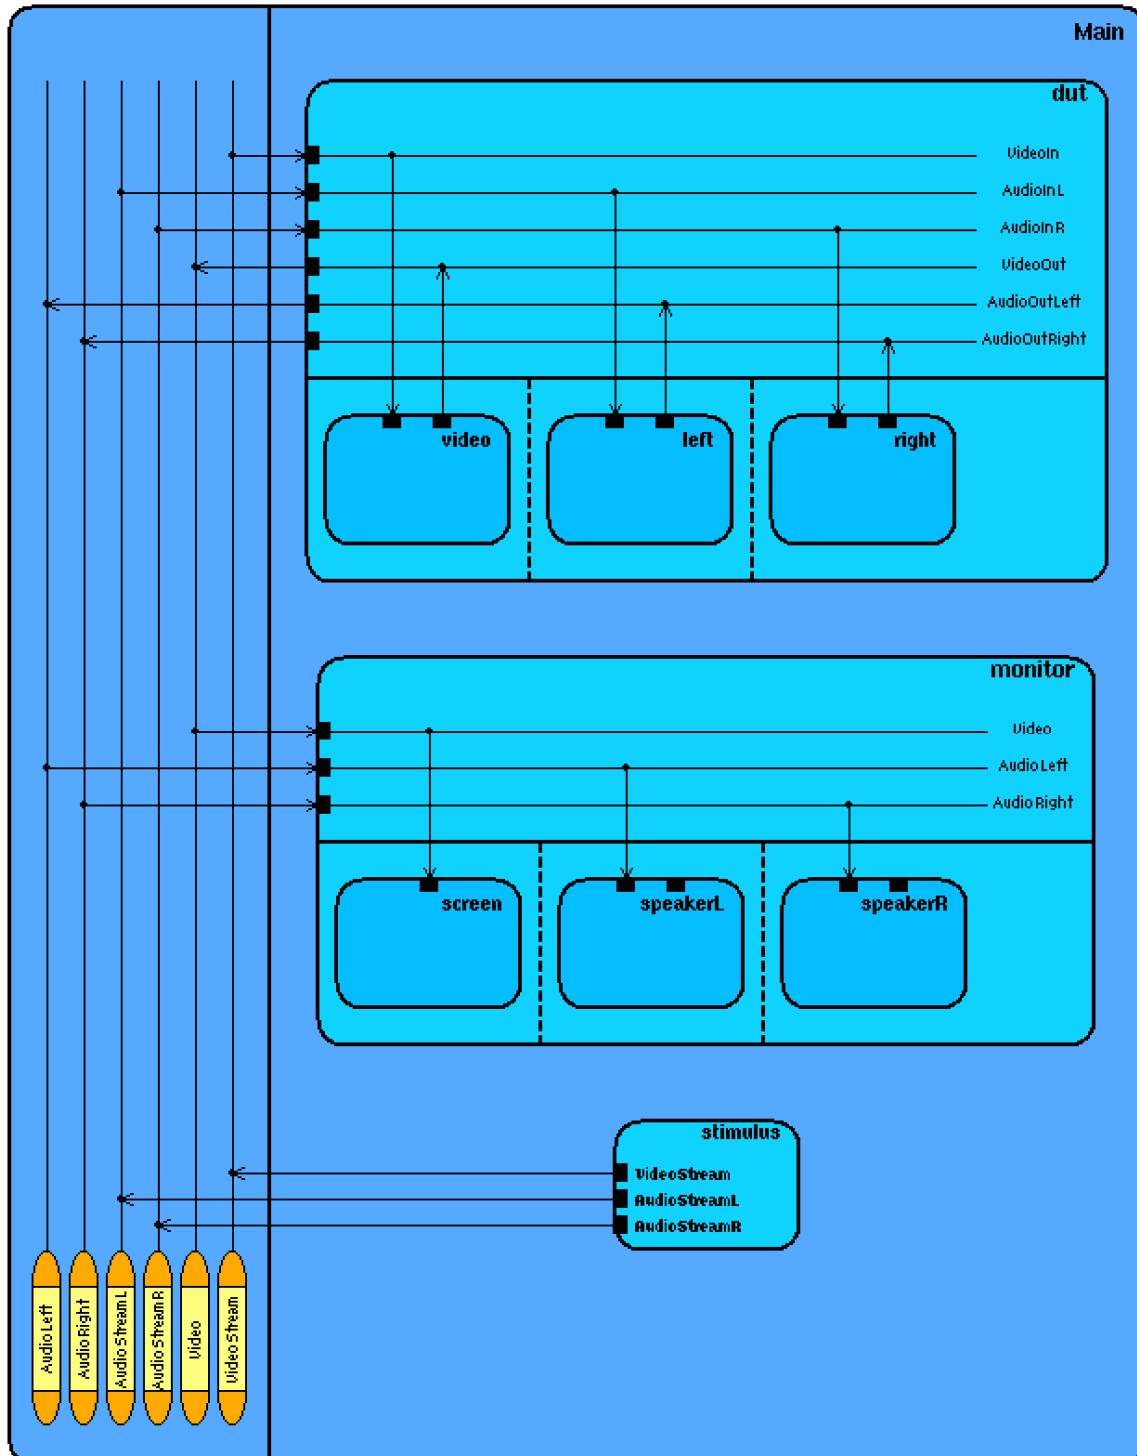 Main
dut
VideoIn
AudioInL
AudioInR
VideoOut
AudioOutLeft
AudioOutRight
video
left
right
monitor
Video
AudioLeft
AudioRight
screen
speakerL
speakerR
stimulus
VideoStream
AudioStreamL
AudioStreamR
AudioLeft
AudioRight
AudioStreamL
AudioStreamR
Video
VideoStream